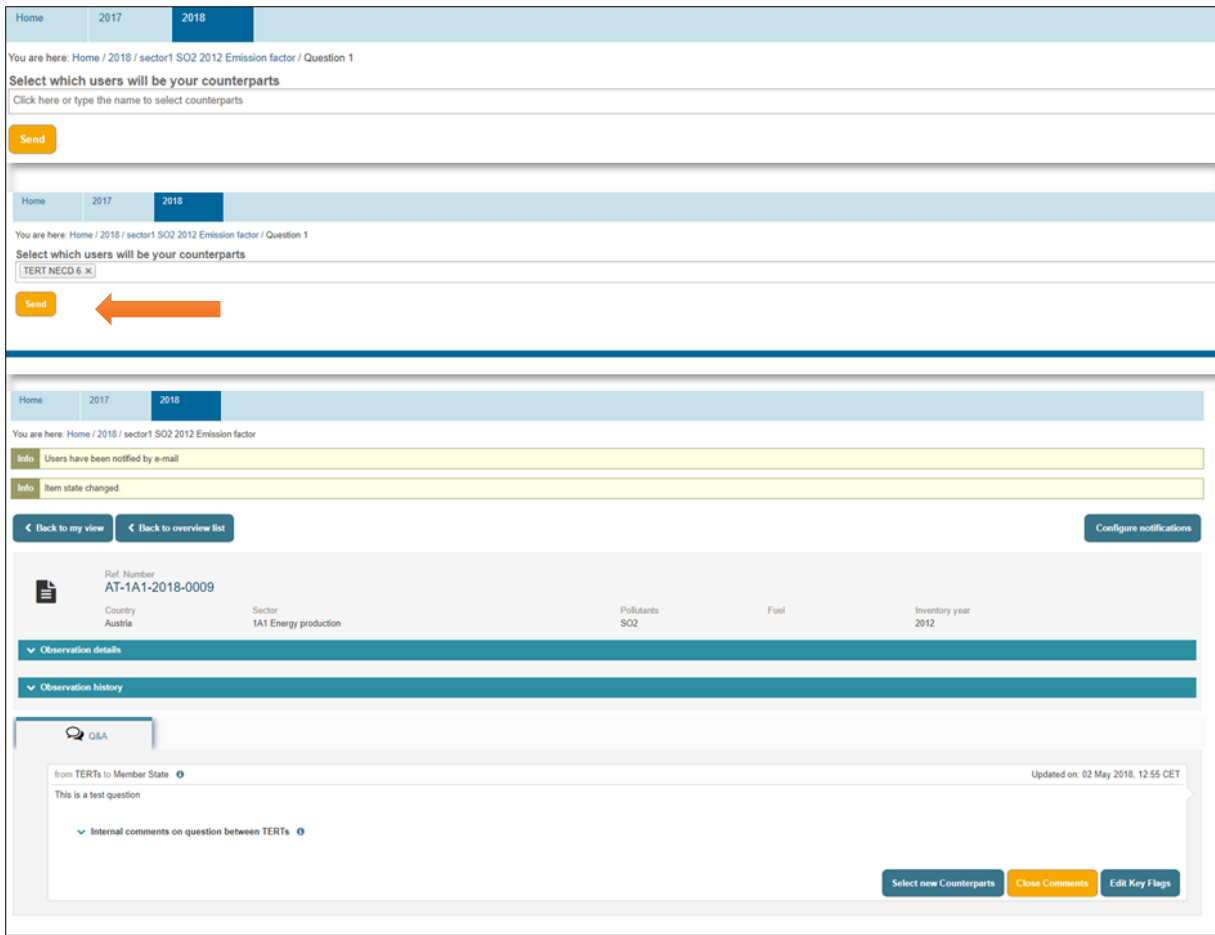 Home 2017 2018
You are here: Home / 2018 / sector1 SO2 2012 Emission factor / Question 1
Select which users will be your counterparts
Click here or type the name to select counterparts
Send
Home 2017 2018
You are here: Home / 2018 / sector1 SO2 2012 Emission factor / Question 1
Select which users will be your counterparts
TERT NECD 6 ×
Send
Home 2017 2018
You are here: Home / 2018 / sector1 SO2 2012 Emission factor
Info Users have been notified by e-mail
Info Item state changed.
Back to my view Back to overview list Configure notifications
Ref. Number
AT-1A1-2018-0009
Country Sector Pollutants Fuel Inventory year
Austria 1A1 Energy production SO2 2012
Observation details
Observation history
Q&A
from TERTs to Member State Updated on: 02 May 2018, 12:55 CET
This is a test question
Internal comments on question between TERTs
Select new Counterparts Close Comments Edit Key Flags